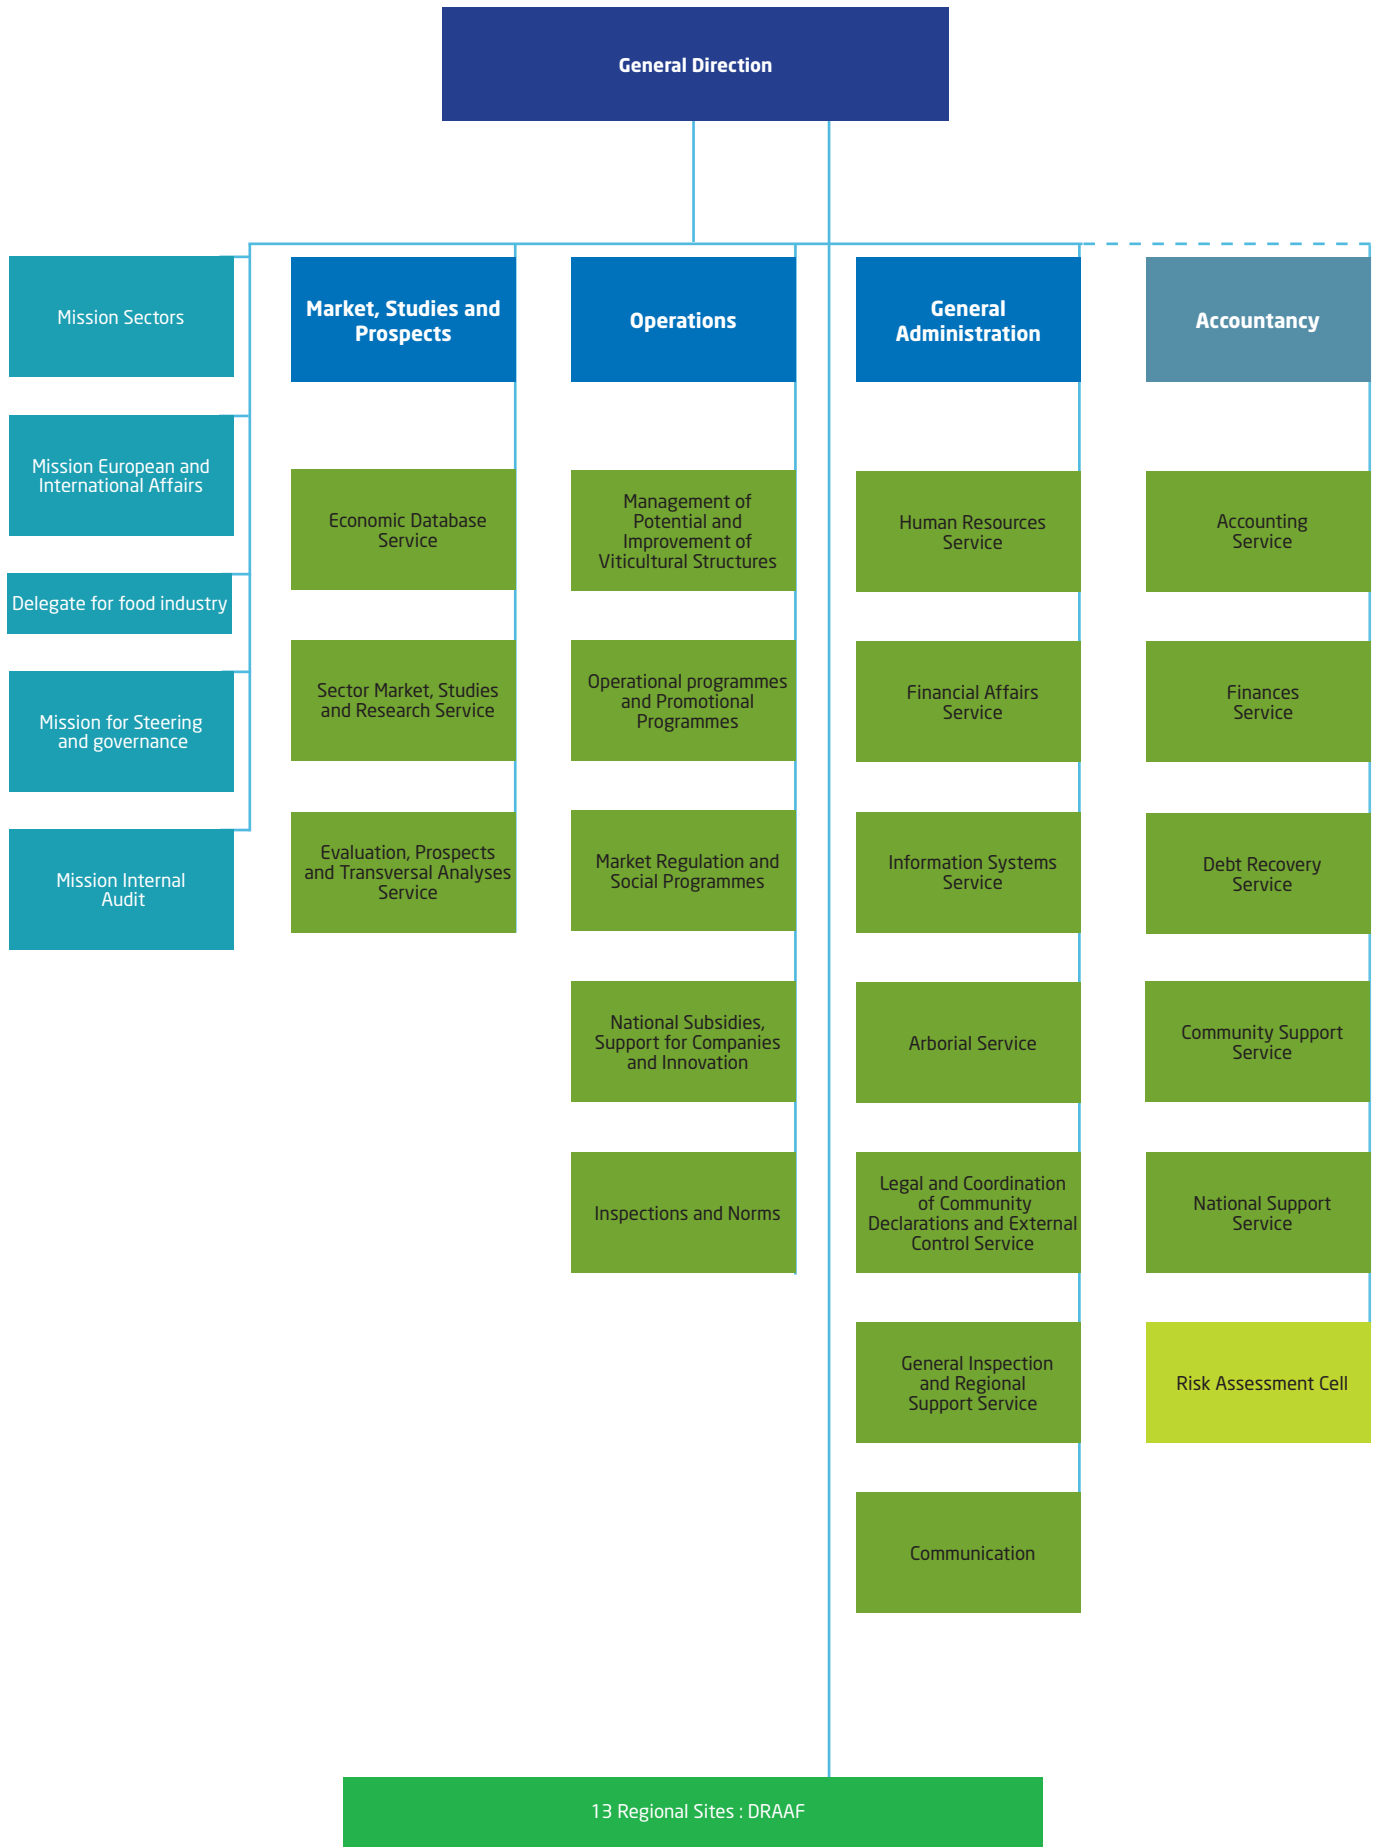 General Direction
Mission Sectors
Mission European and
International Affairs
Delegate for food industry
Mission for Steering
and governance
Mission Internal
Audit
Market, Studies and
Prospects
Economic Database
Service
Sector Market, Studies
and Research Service
Evaluation, Prospects
and Transversal Analyses
Service
Operations
Management of
Potential and
Improvement of
Viticultural Structures
Operational programmes
and Promotional
Programmes
Market Regulation and
Social Programmes
National Subsidies,
Support for Companies
and Innovation
Inspections and Norms
General
Administration
Human Resources
Service
Financial Affairs
Service
Information Systems
Service
Arborial Service
Legal and Coordination
of Community
Declarations and External
Control Service
General Inspection
and Regional
Support Service
Communication
Accountancy
Accounting
Service
Finances
Service
Debt Recovery
Service
Community Support
Service
National Support
Service
Risk Assessment Cell
13 Regional Sites : DRAAF